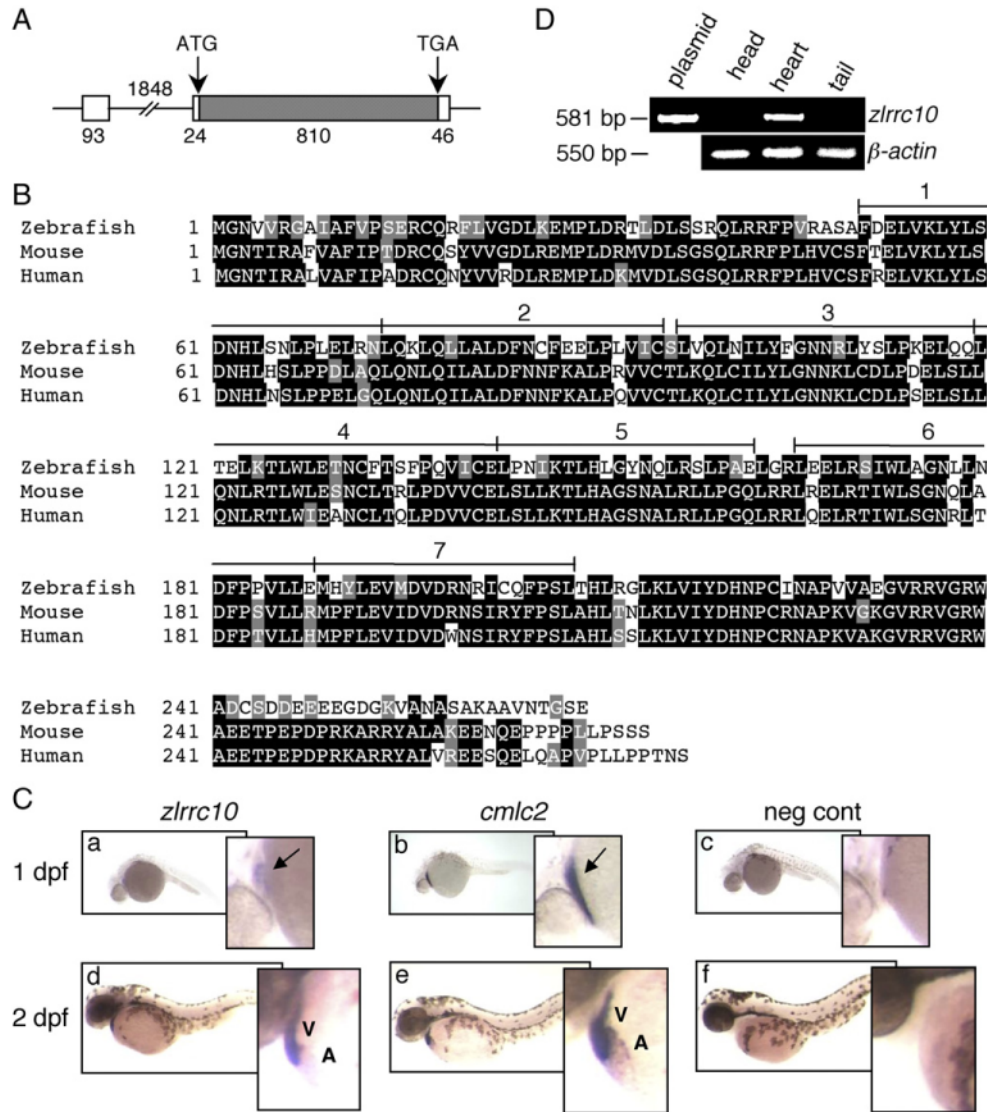 A
ATG
TGA
1848
93
24
810
46
D
plasmid
head
heart
tail
581 bp
zlrrc10
550 bp
β-actin
B
1
Zebrafish 1 MGNVVRGAIAFVPSERCQRFLVGDLKEMPLDRTLDLSSRQLRRFPVRASAFDELVKLYLS
Mouse 1 MGNTIRAFVAFIPTDRCQSYVVGDLREMPLDRMVDLSGSQLRRFPLHVCSFTELVKLYLS
Human 1 MGNTIRALVAFIPADRCQNYVVRDLREMPLDKMVDLSGSQLRRFPLHVCSFRELVKLYLS
2 3
Zebrafish 61 DNHLSNLPLELRNLQKLQLLALDFNCFEELPLVICSLVQLNILYFGNNRLYSLPKELQQL
Mouse 61 DNHLHSLPPDLAQLQNLQILALDFNNFKALPRVVCTLKQLCILYLGNNKLCDLPDELSLL
Human 61 DNHLNSLPPELGQLQNLQILALDFNNFKALPQVVCTLKQLCILYLGNNKLCDLPSELSLL
4 5 6
Zebrafish 121 TELKTLWLETNCFTSFPQVICELPNIKTLHLGYNQLRSLPAELGRLEELRSIWLAGNLLN
Mouse 121 QNLRTLWLESNCLTRLPDVVCELSLLKTLHAGSNALRLLPGQLRRLRELRTIWLSGNQLA
Human 121 QNLRTLWIEANCLTQLPDVVCELSLLKTLHAGSNALRLLPGQLRRLQELRTIWLSGNRLT
7
Zebrafish 181 DFPPVLLEMHYLEVMDVDRNRICQFPSLTHLRGLKLVIYDHNPCINAPVVAEGVRRVGRW
Mouse 181 DFPSVLLRMPFLEVIDVDRNSIRYFPSLAHLTNLKLVIYDHNPCRNAPKVGKGVRRVGRW
Human 181 DFPTVLLHMPFLEVIDVDWNSIRYFPSLAHLSSLKLVIYDHNPCRNAPKVAKGVRRVGRW
Zebrafish 241 ADCSDDEEEEGDGKVANASAKAAVNTGSE
Mouse 241 AEETPEPDPRKARRYALAKEENQEPPPPLLPSSS
Human 241 AEETPEPDPRKARRYALVREESQELQAPVPLLPPTNS
C
zlrrc10
cmlc2
neg cont
1 dpf
a
b
c
2 dpf
d
V
A
e
V
A
f